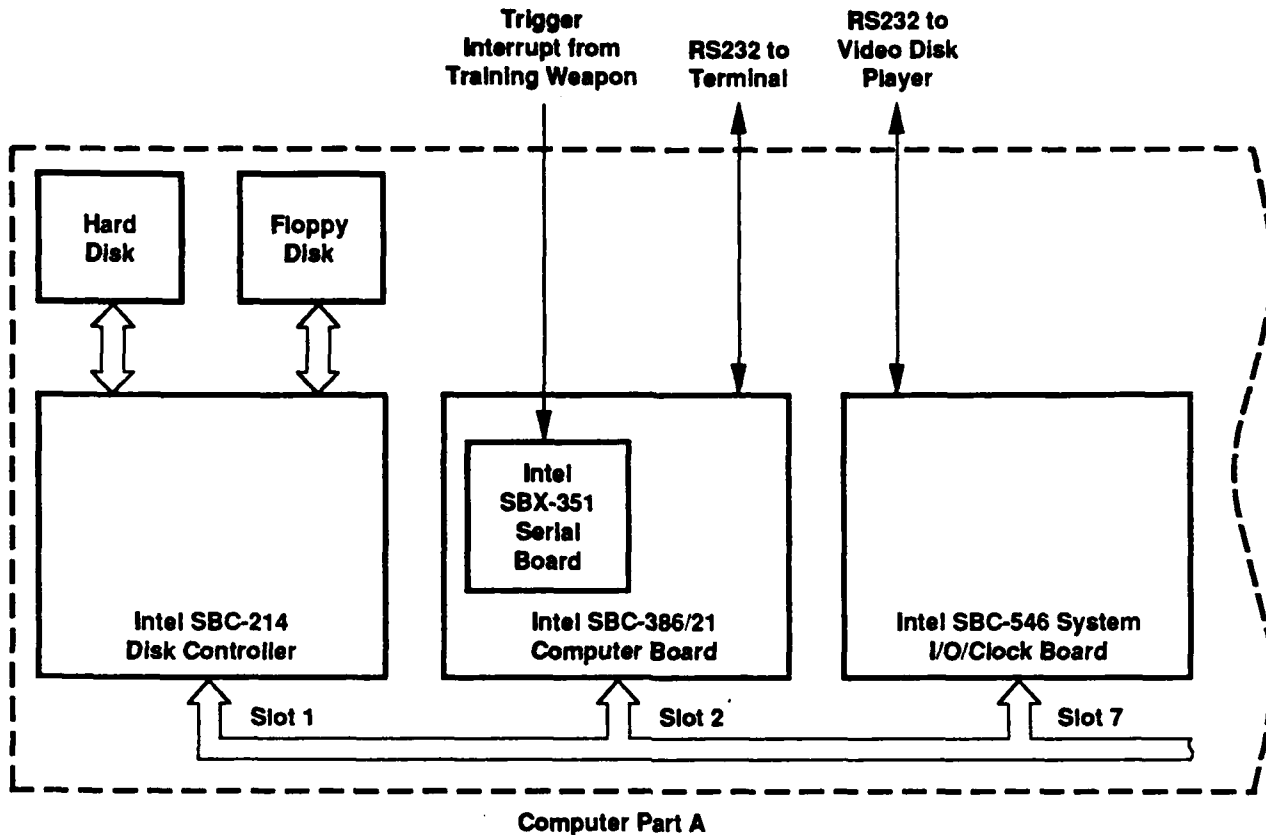 Trigger
Interrupt from
Training Weapon
RS232 to
Terminal
RS232 to
Video Disk
Player
Hard
Disk
Floppy
Disk
Intel
SBX-351
Serial
Board
Intel SBC-214
Disk Controller
Intel SBC-386/21
Computer Board
Intel SBC-546 System
I/O/Clock Board
Slot 1
Slot 2
Slot 7
Computer Part A